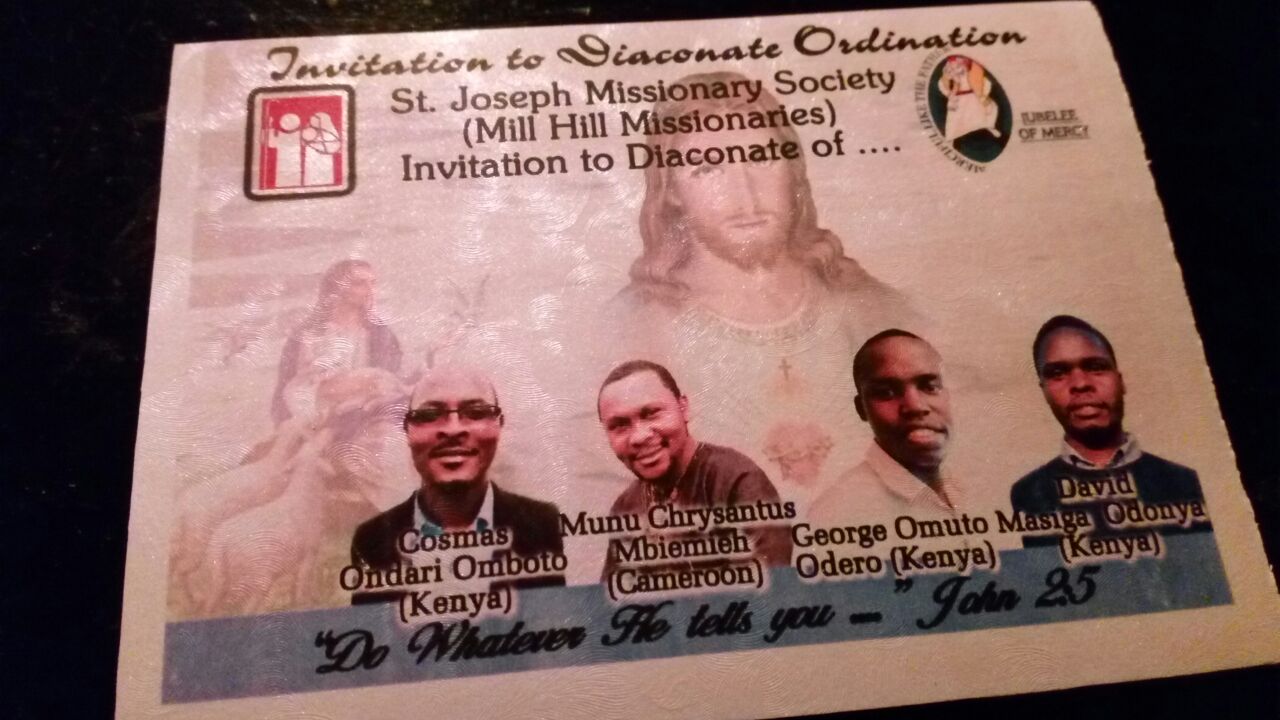 Invitation to Diaconate Ordination
St. Joseph Missionary Society
(Mill Hill Missionaries)
Invitation to Diaconate of ....
MERCIFUL LIKE THE FATHER
JUBELEE
OF MERCY
Cosmas
Ondari Omboto
(Kenya)
Munu Chrysantus
Mbiemieh
(Cameroon)
George Omuto
Odero (Kenya)
David
Masiga Odonya
(Kenya)
“Do Whatever He tells you ... ” John 2:5